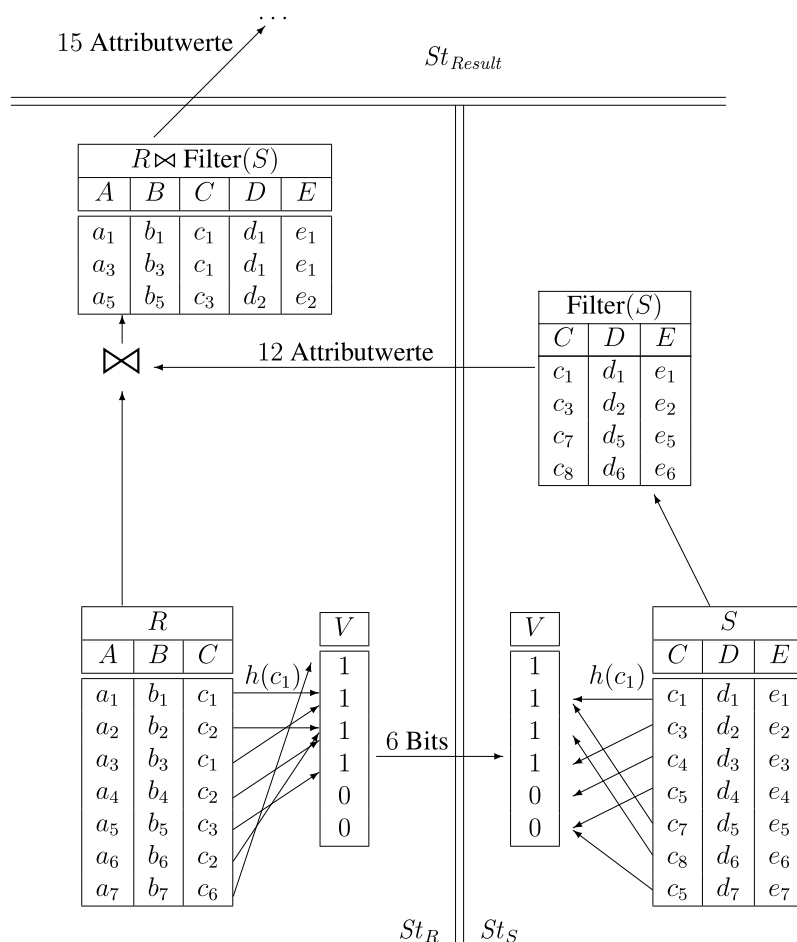 ...
15 Attributwerte
St_Result
R ⋈ Filter(S)
A B C D E
a₁ b₁ c₁ d₁ e₁
a₃ b₃ c₁ d₁ e₁
a₅ b₅ c₃ d₂ e₂
Filter(S)
C D E
c₁ d₁ e₁
c₃ d₂ e₂
c₇ d₅ e₅
c₈ d₆ e₆
⋈
12 Attributwerte
R
A B C
a₁ b₁ c₁
a₂ b₂ c₂
a₃ b₃ c₁
a₄ b₄ c₂
a₅ b₅ c₃
a₆ b₆ c₂
a₇ b₇ c₆
h(c₁)
V
1
1
1
1
0
0
6 Bits
V
1
1
1
1
0
0
h(c₁)
S
C D E
c₁ d₁ e₁
c₃ d₂ e₂
c₄ d₃ e₃
c₅ d₄ e₄
c₇ d₅ e₅
c₈ d₆ e₆
c₅ d₇ e₇
St_R
St_S